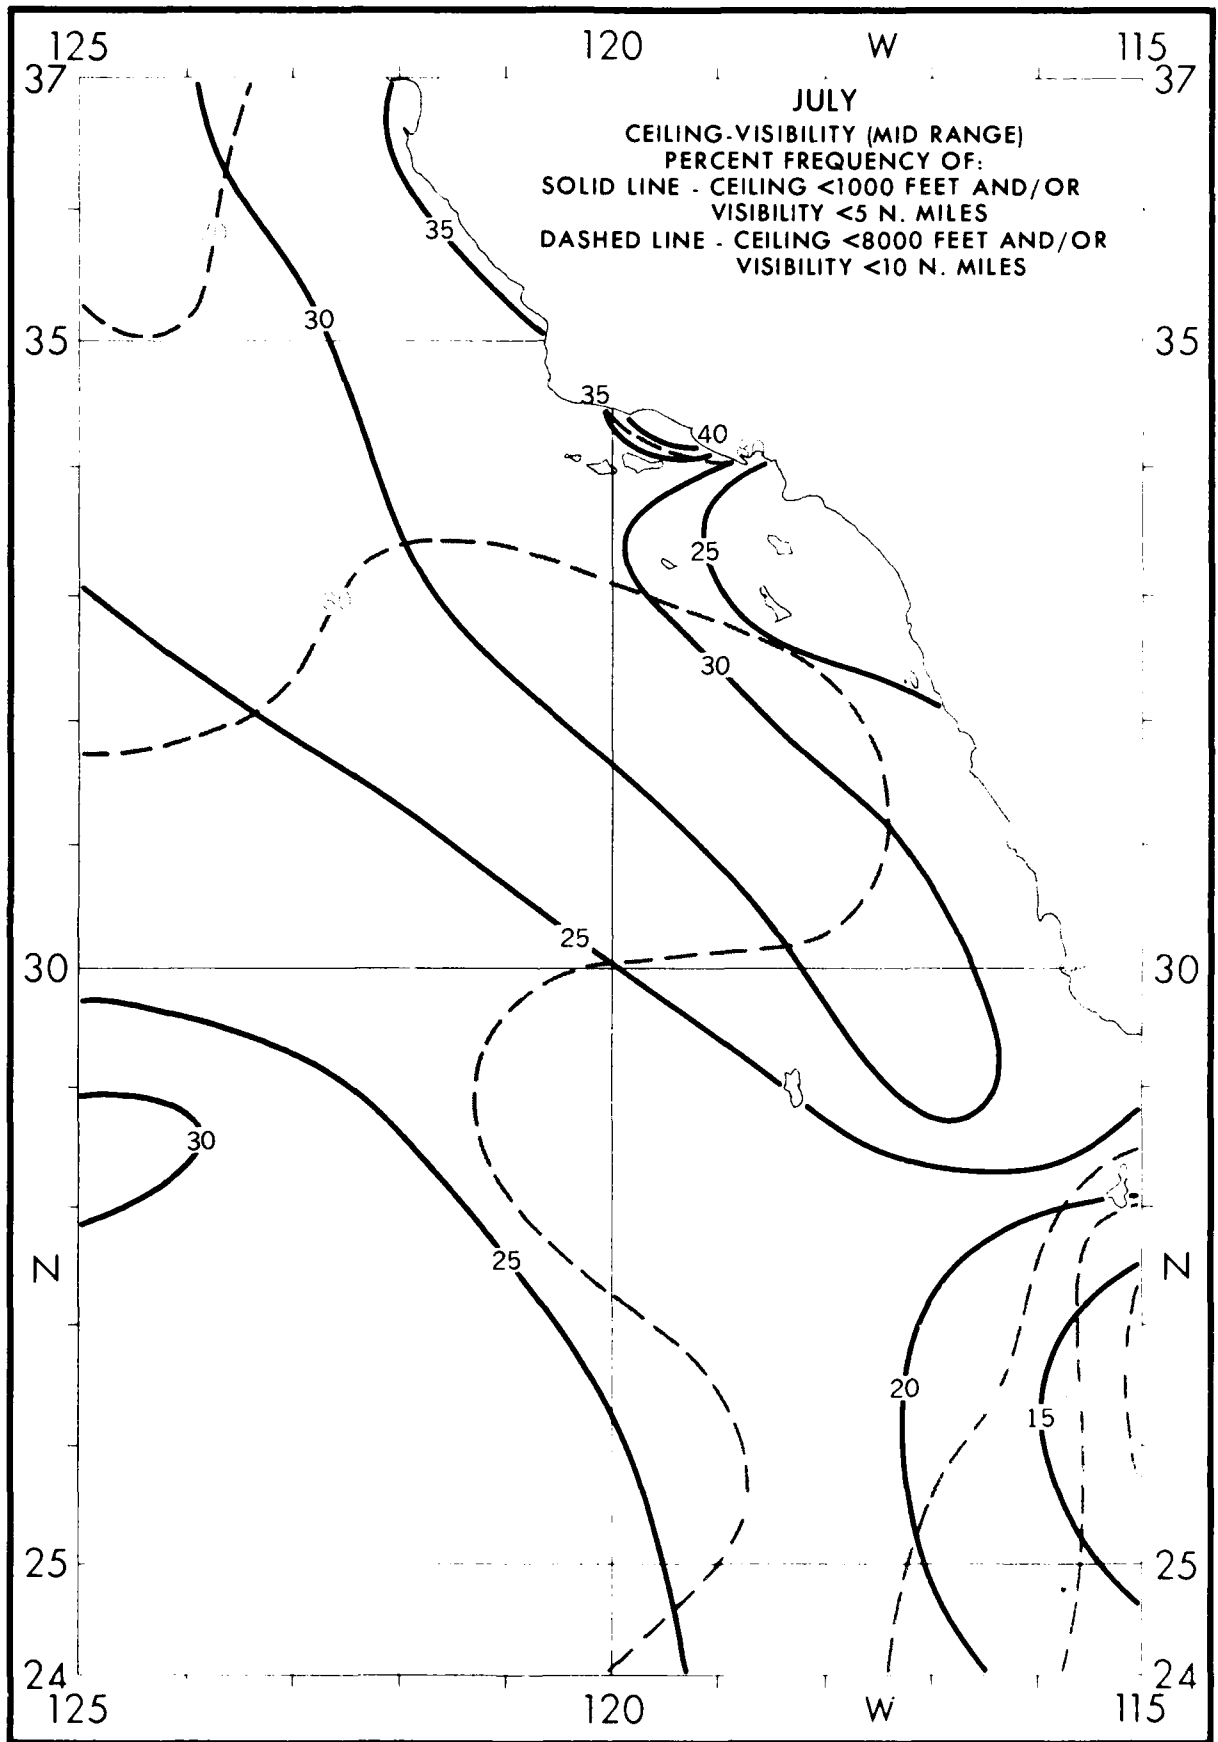 125 120 W 115
37 37
JULY
CEILING-VISIBILITY (MID RANGE)
PERCENT FREQUENCY OF:
SOLID LINE - CEILING <1000 FEET AND/OR
VISIBILITY <5 N. MILES
DASHED LINE - CEILING <8000 FEET AND/OR
VISIBILITY <10 N. MILES
35
30
35 35
35
40
25
80
30
25
30 30
30
N 25 N
20
15
25 25
24 24
125 120 W 115